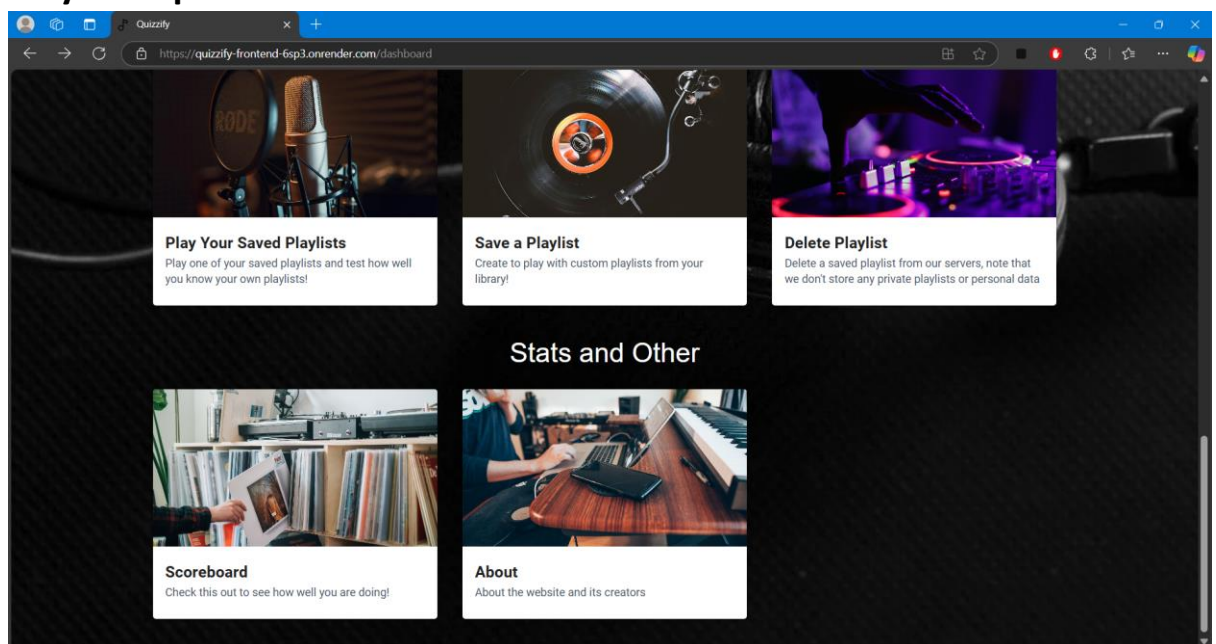 Quizzify
https://quizzify-frontend-6sp3.onrender.com/dashboard
RODE
Play Your Saved Playlists
Play one of your saved playlists and test how well
you know your own playlists!
Save a Playlist
Create to play with custom playlists from your
library!
Delete Playlist
Delete a saved playlist from our servers, note that
we don't store any private playlists or personal data
Stats and Other
Scoreboard
Check this out to see how well you are doing!
About
About the website and its creators